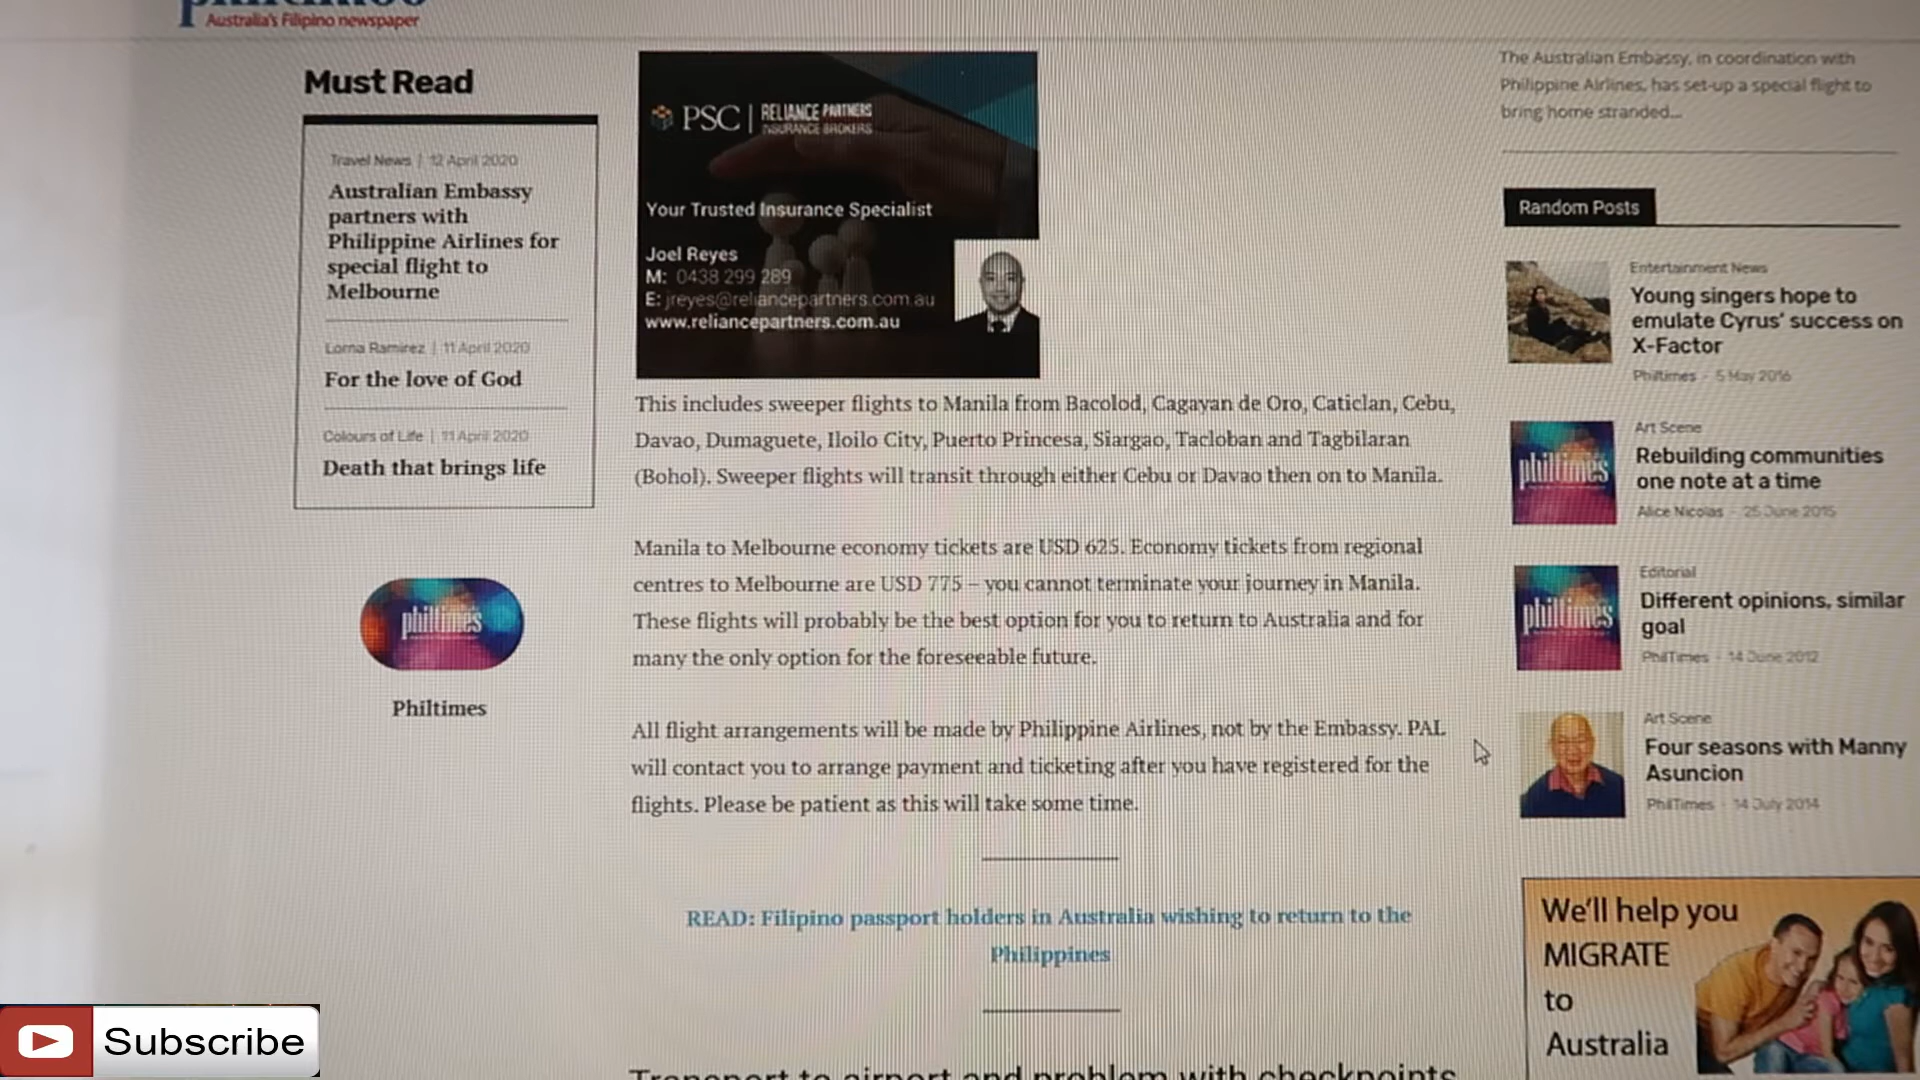 Australia's Filipino newspaper
Must Read
Travel News | 12 April 2020
Australian Embassy
partners with
Philippine Airlines for
special flight to
Melbourne
Lorna Ramirez | 11 April 2020
For the love of God
Colours of Life | 11 April 2020
Death that brings life
philtimes
Philtimes
PSC | RELIANCE PARTNERS
INSURANCE BROKERS
Your Trusted Insurance Specialist
Joel Reyes
M: 0438 299 289
E: jreyes@reliancepartners.com.au
www.reliancepartners.com.au
This includes sweeper flights to Manila from Bacolod, Cagayan de Oro, Caticlan, Cebu,
Davao, Dumaguete, Iloilo City, Puerto Princesa, Siargao, Tacloban and Tagbilaran
(Bohol). Sweeper flights will transit through either Cebu or Davao then on to Manila.
Manila to Melbourne economy tickets are USD 625. Economy tickets from regional
centres to Melbourne are USD 775 – you cannot terminate your journey in Manila.
These flights will probably be the best option for you to return to Australia and for
many the only option for the foreseeable future.
All flight arrangements will be made by Philippine Airlines, not by the Embassy. PAL
will contact you to arrange payment and ticketing after you have registered for the
flights. Please be patient as this will take some time.
READ: Filipino passport holders in Australia wishing to return to the
Philippines
Transport to airport and problem with checkpoints
The Australian Embassy, in coordination with
Philippine Airlines, has set-up a special flight to
bring home stranded...
Random Posts
Entertainment News
Young singers hope to
emulate Cyrus' success on
X-Factor
Philtimes - 5 May 2016
philtimes
Art Scene
Rebuilding communities
one note at a time
Alice Nicolas - 25 June 2015
philtimes
Editorial
Different opinions, similar
goal
PhilTimes - 14 June 2012
Art Scene
Four seasons with Manny
Asuncion
PhilTimes - 14 July 2014
We'll help you
MIGRATE
to
Australia
Subscribe